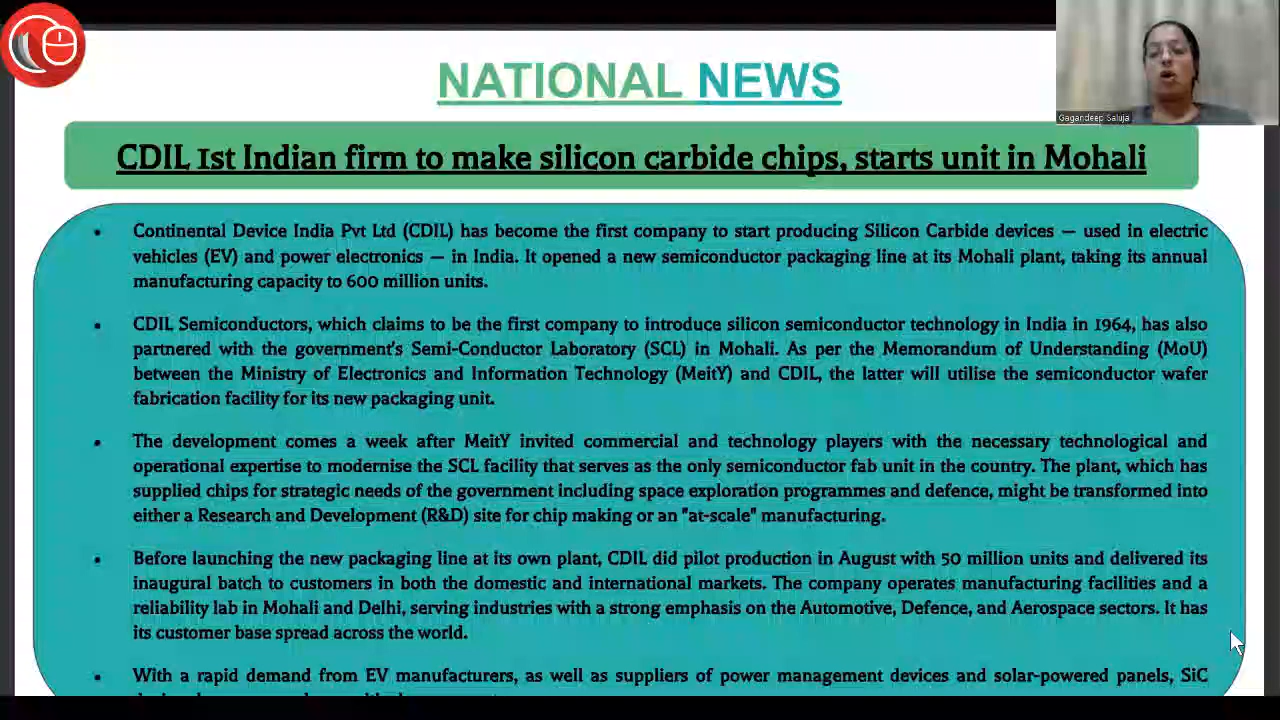 NATIONAL NEWS
Gagandeep Saluja
CDIL 1st Indian firm to make silicon carbide chips, starts unit in Mohali
• Continental Device India Pvt Ltd (CDIL) has become the first company to start producing Silicon Carbide devices — used in electric
vehicles (EV) and power electronics — in India. It opened a new semiconductor packaging line at its Mohali plant, taking its annual
manufacturing capacity to 600 million units.
• CDIL Semiconductors, which claims to be the first company to introduce silicon semiconductor technology in India in 1964, has also
partnered with the government's Semi-Conductor Laboratory (SCL) in Mohali. As per the Memorandum of Understanding (MoU)
between the Ministry of Electronics and Information Technology (MeitY) and CDIL, the latter will utilise the semiconductor wafer
fabrication facility for its new packaging unit.
• The development comes a week after MeitY invited commercial and technology players with the necessary technological and
operational expertise to modernise the SCL facility that serves as the only semiconductor fab unit in the country. The plant, which has
supplied chips for strategic needs of the government including space exploration programmes and defence, might be transformed into
either a Research and Development (R&D) site for chip making or an "at-scale" manufacturing.
• Before launching the new packaging line at its own plant, CDIL did pilot production in August with 50 million units and delivered its
inaugural batch to customers in both the domestic and international markets. The company operates manufacturing facilities and a
reliability lab in Mohali and Delhi, serving industries with a strong emphasis on the Automotive, Defence, and Aerospace sectors. It has
its customer base spread across the world.
• With a rapid demand from EV manufacturers, as well as suppliers of power management devices and solar-powered panels, SiC